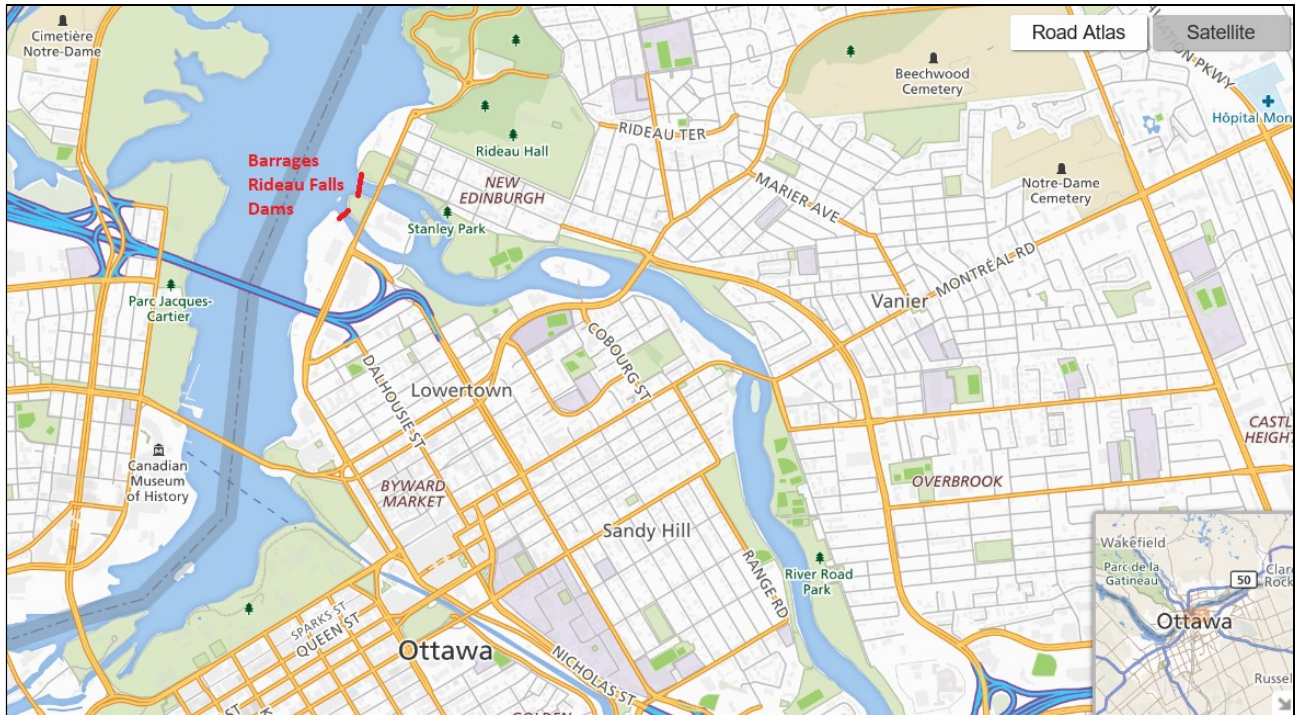 Cimetière
Notre-Dame
Road Atlas
Satellite
Beechwood
Cemetery
Hôpital Mon
RIDEAU TER
Rideau Hall
Barrages
Rideau Falls
Dams
NEW
EDINBURGH
MARIER AVE
Notre-Dame
Cemetery
Stanley Park
MONTRÉAL RD
Parc Jacques-
Cartier
Vanier
COBOURG ST
DALHOUSIE ST
Lowertown
CASTL
HEIGHT
Canadian
Museum
of History
BYWARD
MARKET
OVERBROOK
Sandy Hill
RANGE RD
River Road
Park
Wakefield
Parc de la
Gatineau
50
Clare
Rock
Ottawa
Russel
SPARKS ST
QUEEN ST
Ottawa
NICHOLAS ST